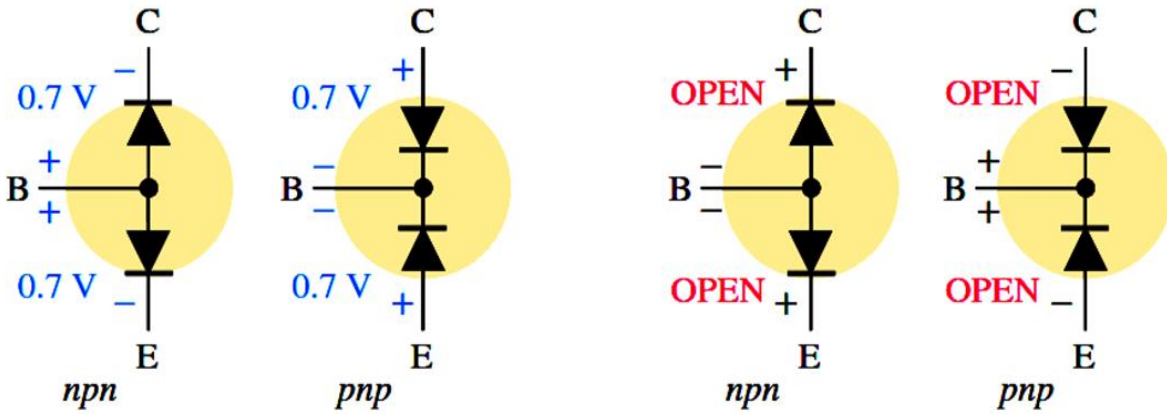 C C C C
− + + −
0.7 V 0.7 V OPEN OPEN
+ − − +
B B B B
+ − − +
0.7 V 0.7 V OPEN OPEN
− + + −
E E E E
npn pnp npn pnp